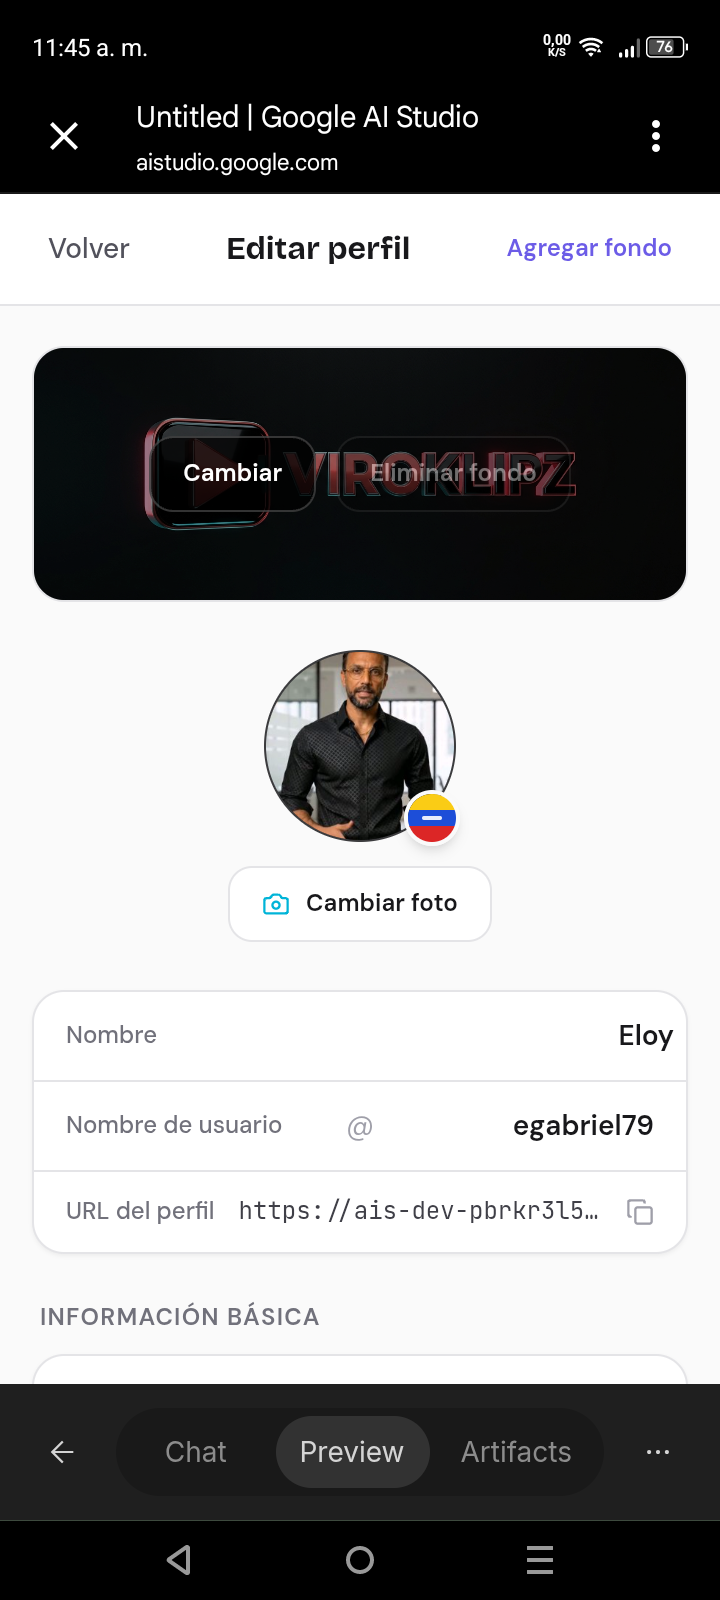 11:45 a. m.
0,00
K/S
76
Untitled | Google AI Studio
aistudio.google.com
Volver
Editar perfil
Agregar fondo
VIROKLIPZ
Cambiar
Eliminar fondo
Cambiar foto
Nombre
Eloy
Nombre de usuario
@
egabriel79
URL del perfil
https://ais-dev-pbrkr3l5…
INFORMACIÓN BÁSICA
Chat
Preview
Artifacts